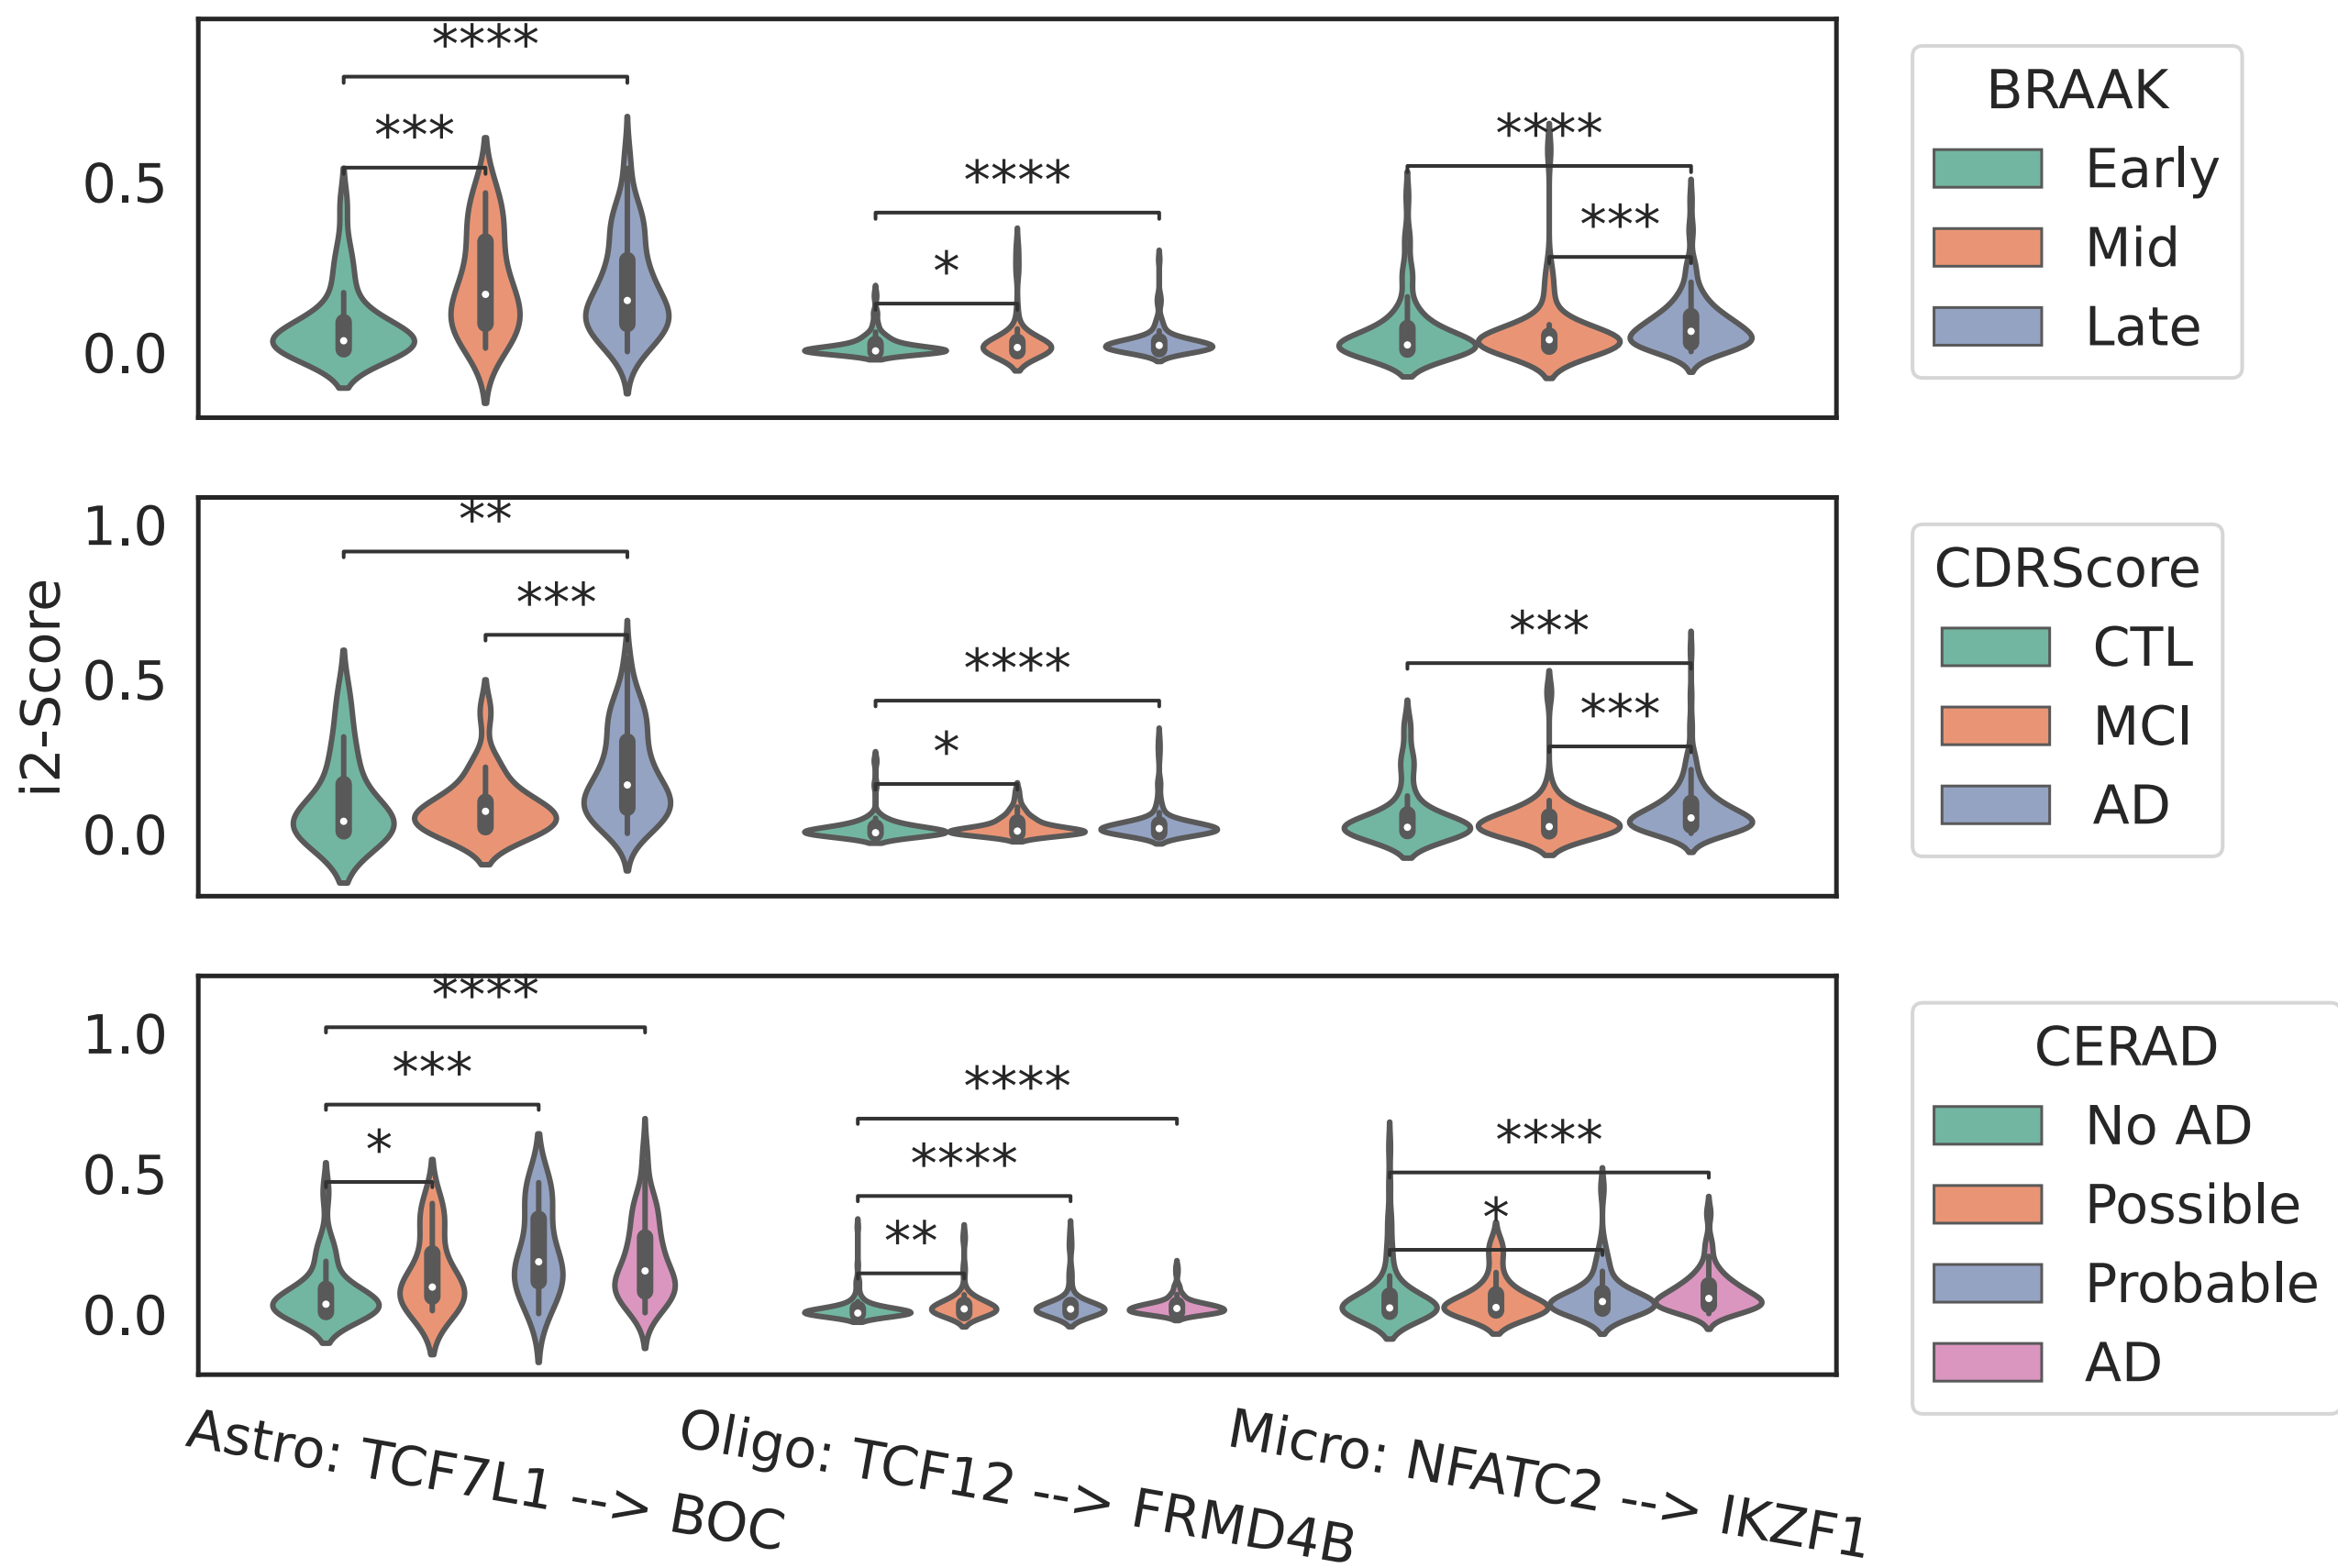 ****
***
0.5
0.0
****
*
****
***
BRAAK
Early
Mid
Late
i2-Score
**
***
1.0
0.5
0.0
****
*
***
***
CDRScore
CTL
MCI
AD
****
***
*
1.0
0.5
0.0
****
****
**
****
*
CERAD
No AD
Possible
Probable
AD
Astro: TCF7L1 --> BOC
Oligo: TCF12 --> FRMD4B
Micro: NFATC2 --> IKZF1